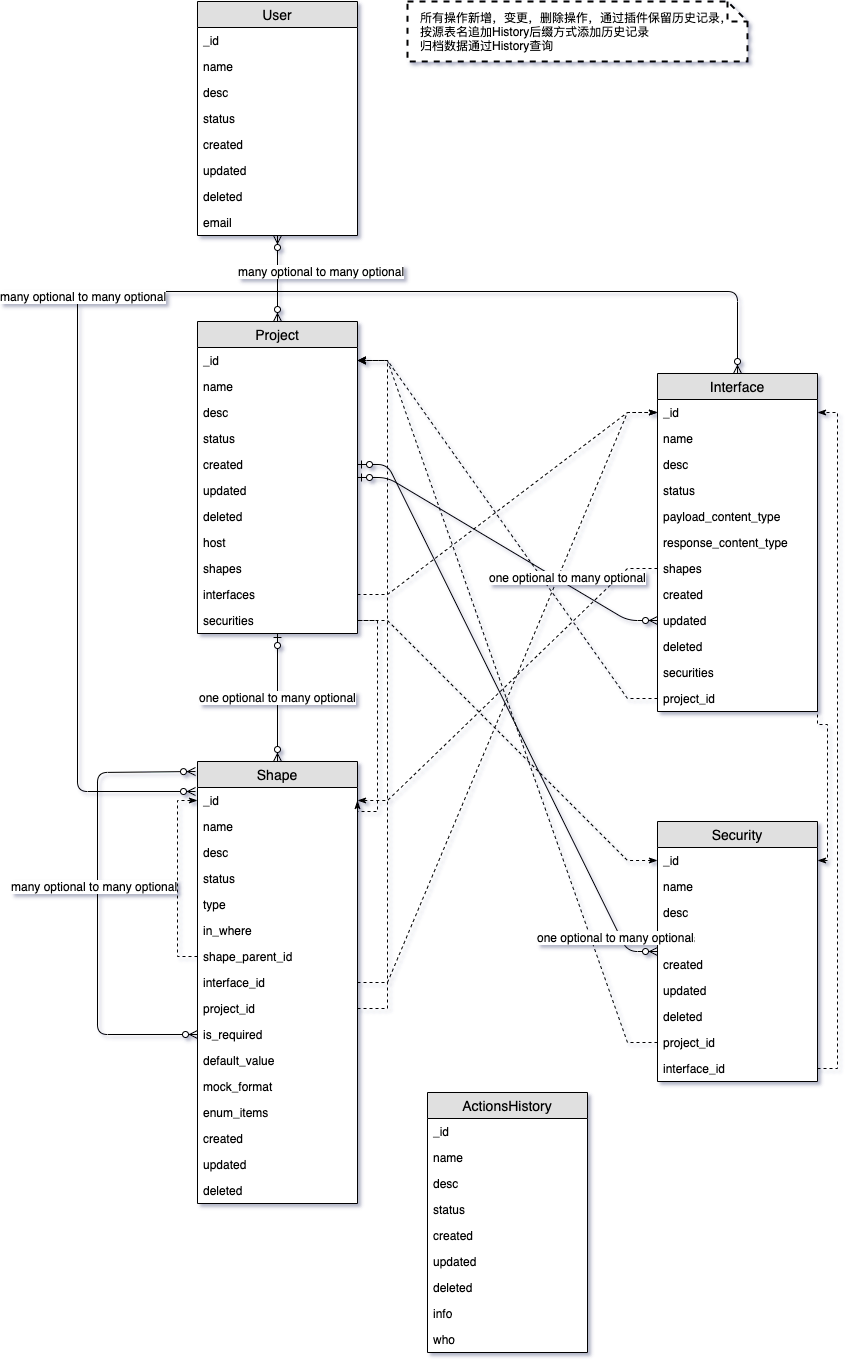 User
_id
name
desc
status
created
updated
deleted
email
所有操作新增，变更，删除操作，通过插件保留历史记录，
按源表名追加History后缀方式添加历史记录
归档数据通过History查询
many optional to many optional
many optional to many optional
Project
_id
name
desc
status
created
updated
deleted
host
shapes
interfaces
securities
Interface
_id
name
desc
status
payload_content_type
response_content_type
shapes
created
updated
deleted
securities
project_id
one optional to many optional
one optional to many optional
Shape
_id
name
desc
status
type
in_where
shape_parent_id
interface_id
project_id
is_required
default_value
mock_format
enum_items
created
updated
deleted
many optional to many optional
Security
_id
name
desc
one optional to many optional
created
updated
deleted
project_id
interface_id
ActionsHistory
_id
name
desc
status
created
updated
deleted
info
who